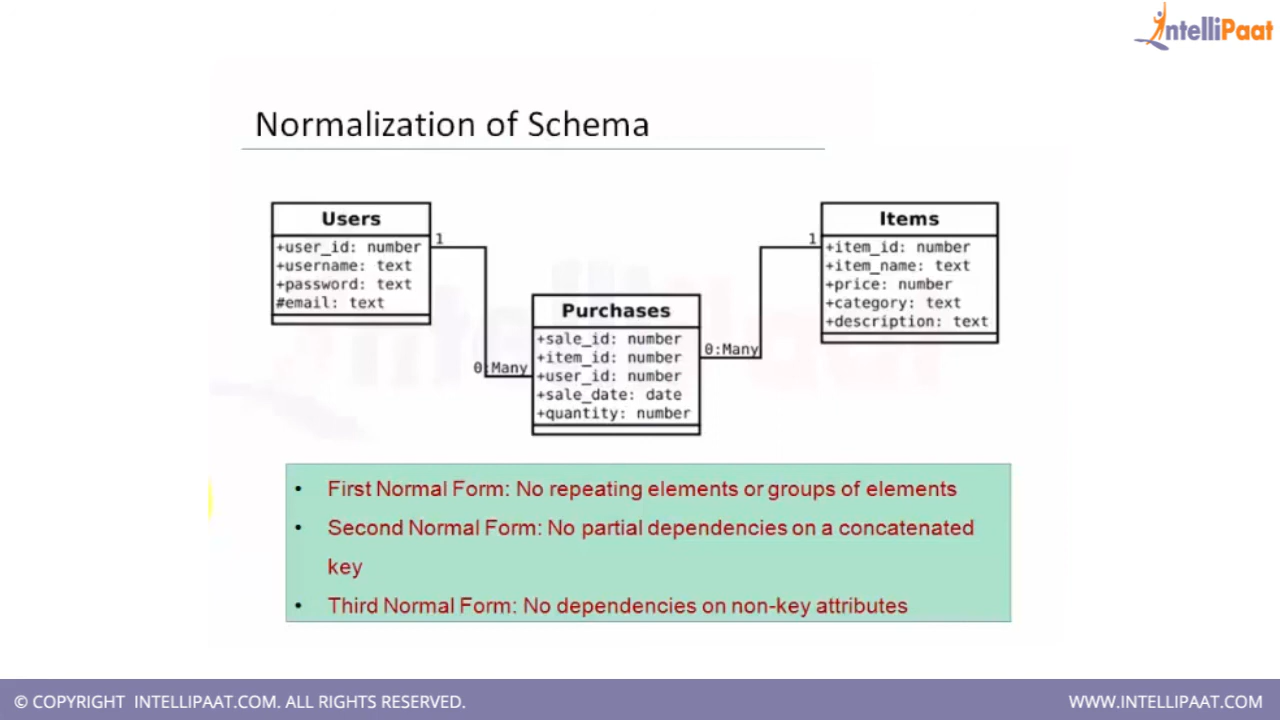 IntelliPaat
Normalization of Schema
Users
+user_id: number
+username: text
+password: text
#email: text
1
0:Many
Purchases
+sale_id: number
+item_id: number
+user_id: number
+sale_date: date
+quantity: number
0:Many
1
Items
+item_id: number
+item_name: text
+price: number
+category: text
+description: text
• First Normal Form: No repeating elements or groups of elements
• Second Normal Form: No partial dependencies on a concatenated
key
• Third Normal Form: No dependencies on non-key attributes
© COPYRIGHT INTELLIPAAT.COM. ALL RIGHTS RESERVED.
WWW.INTELLIPAAT.COM